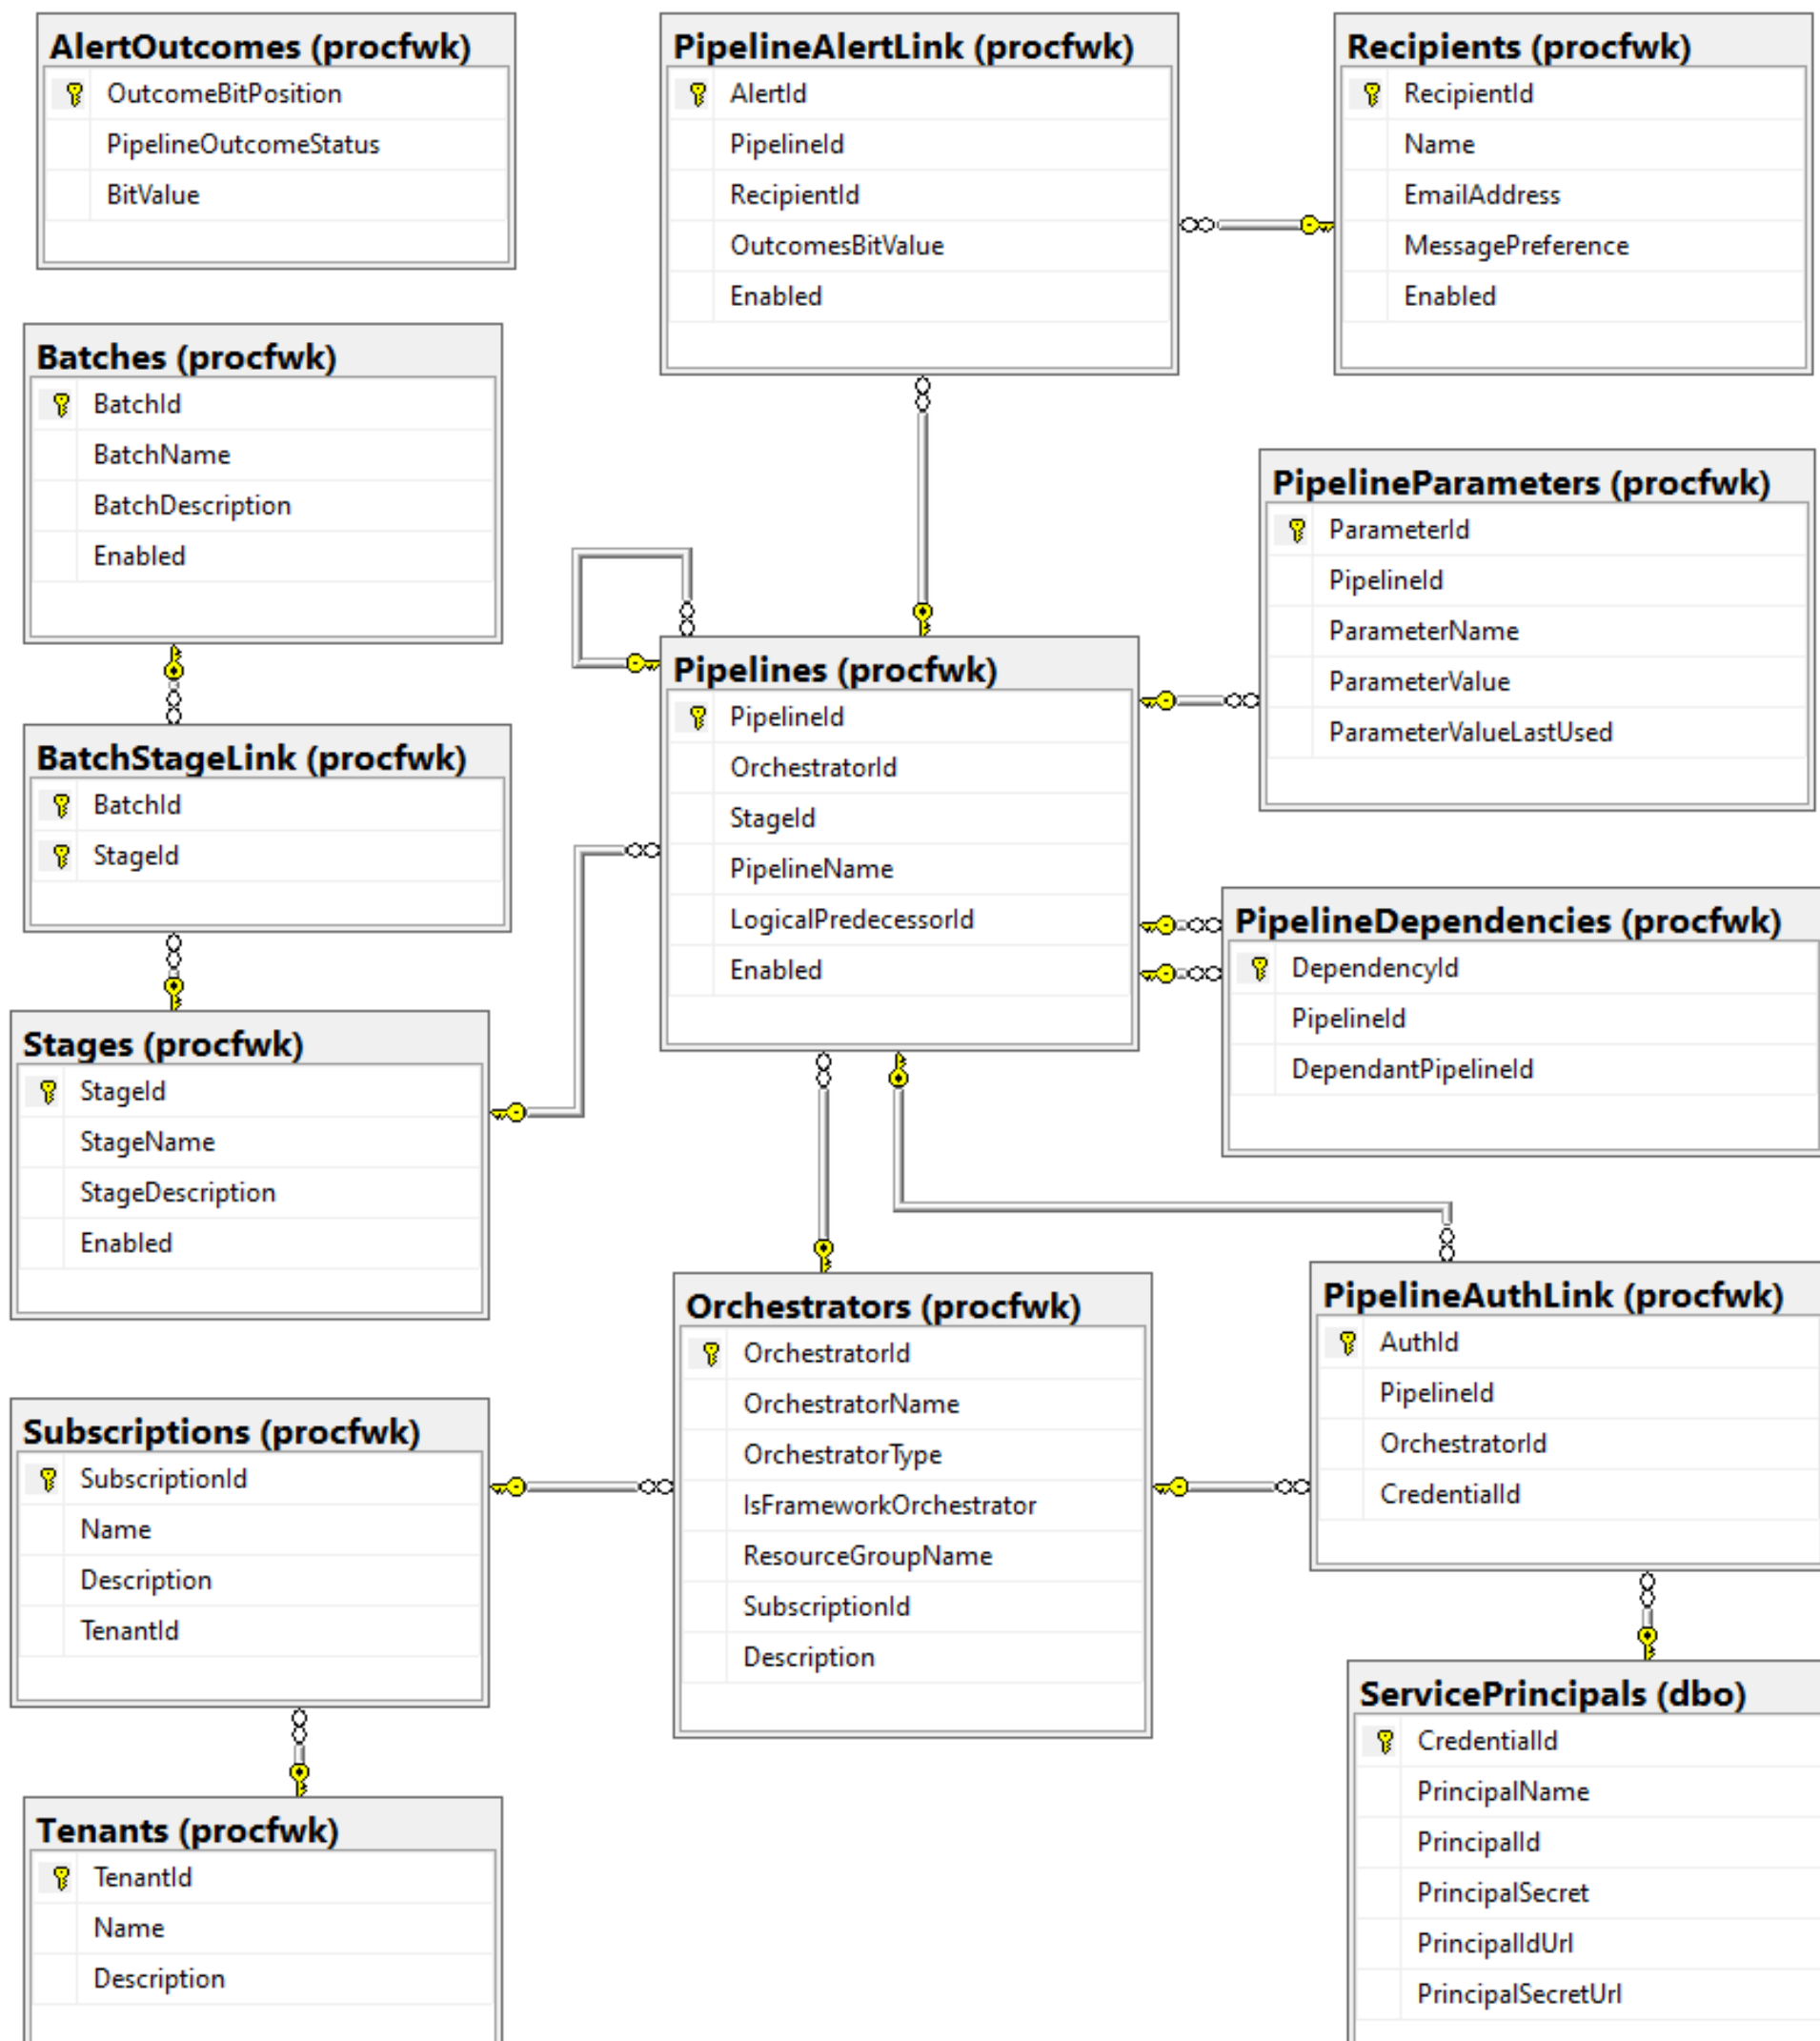 AlertOutcomes (procfwk)
OutcomeBitPosition
PipelineOutcomeStatus
BitValue
PipelineAlertLink (procfwk)
AlertId
PipelineId
RecipientId
OutcomesBitValue
Enabled
Recipients (procfwk)
RecipientId
Name
EmailAddress
MessagePreference
Enabled
Batches (procfwk)
BatchId
BatchName
BatchDescription
Enabled
PipelineParameters (procfwk)
ParameterId
PipelineId
ParameterName
ParameterValue
ParameterValueLastUsed
Pipelines (procfwk)
PipelineId
OrchestratorId
StageId
PipelineName
LogicalPredecessorId
Enabled
BatchStageLink (procfwk)
BatchId
StageId
PipelineDependencies (procfwk)
DependencyId
PipelineId
DependantPipelineId
Stages (procfwk)
StageId
StageName
StageDescription
Enabled
Orchestrators (procfwk)
OrchestratorId
OrchestratorName
OrchestratorType
IsFrameworkOrchestrator
ResourceGroupName
SubscriptionId
Description
PipelineAuthLink (procfwk)
AuthId
PipelineId
OrchestratorId
CredentialId
Subscriptions (procfwk)
SubscriptionId
Name
Description
TenantId
ServicePrincipals (dbo)
CredentialId
PrincipalName
PrincipalId
PrincipalSecret
PrincipalIdUrl
PrincipalSecretUrl
Tenants (procfwk)
TenantId
Name
Description